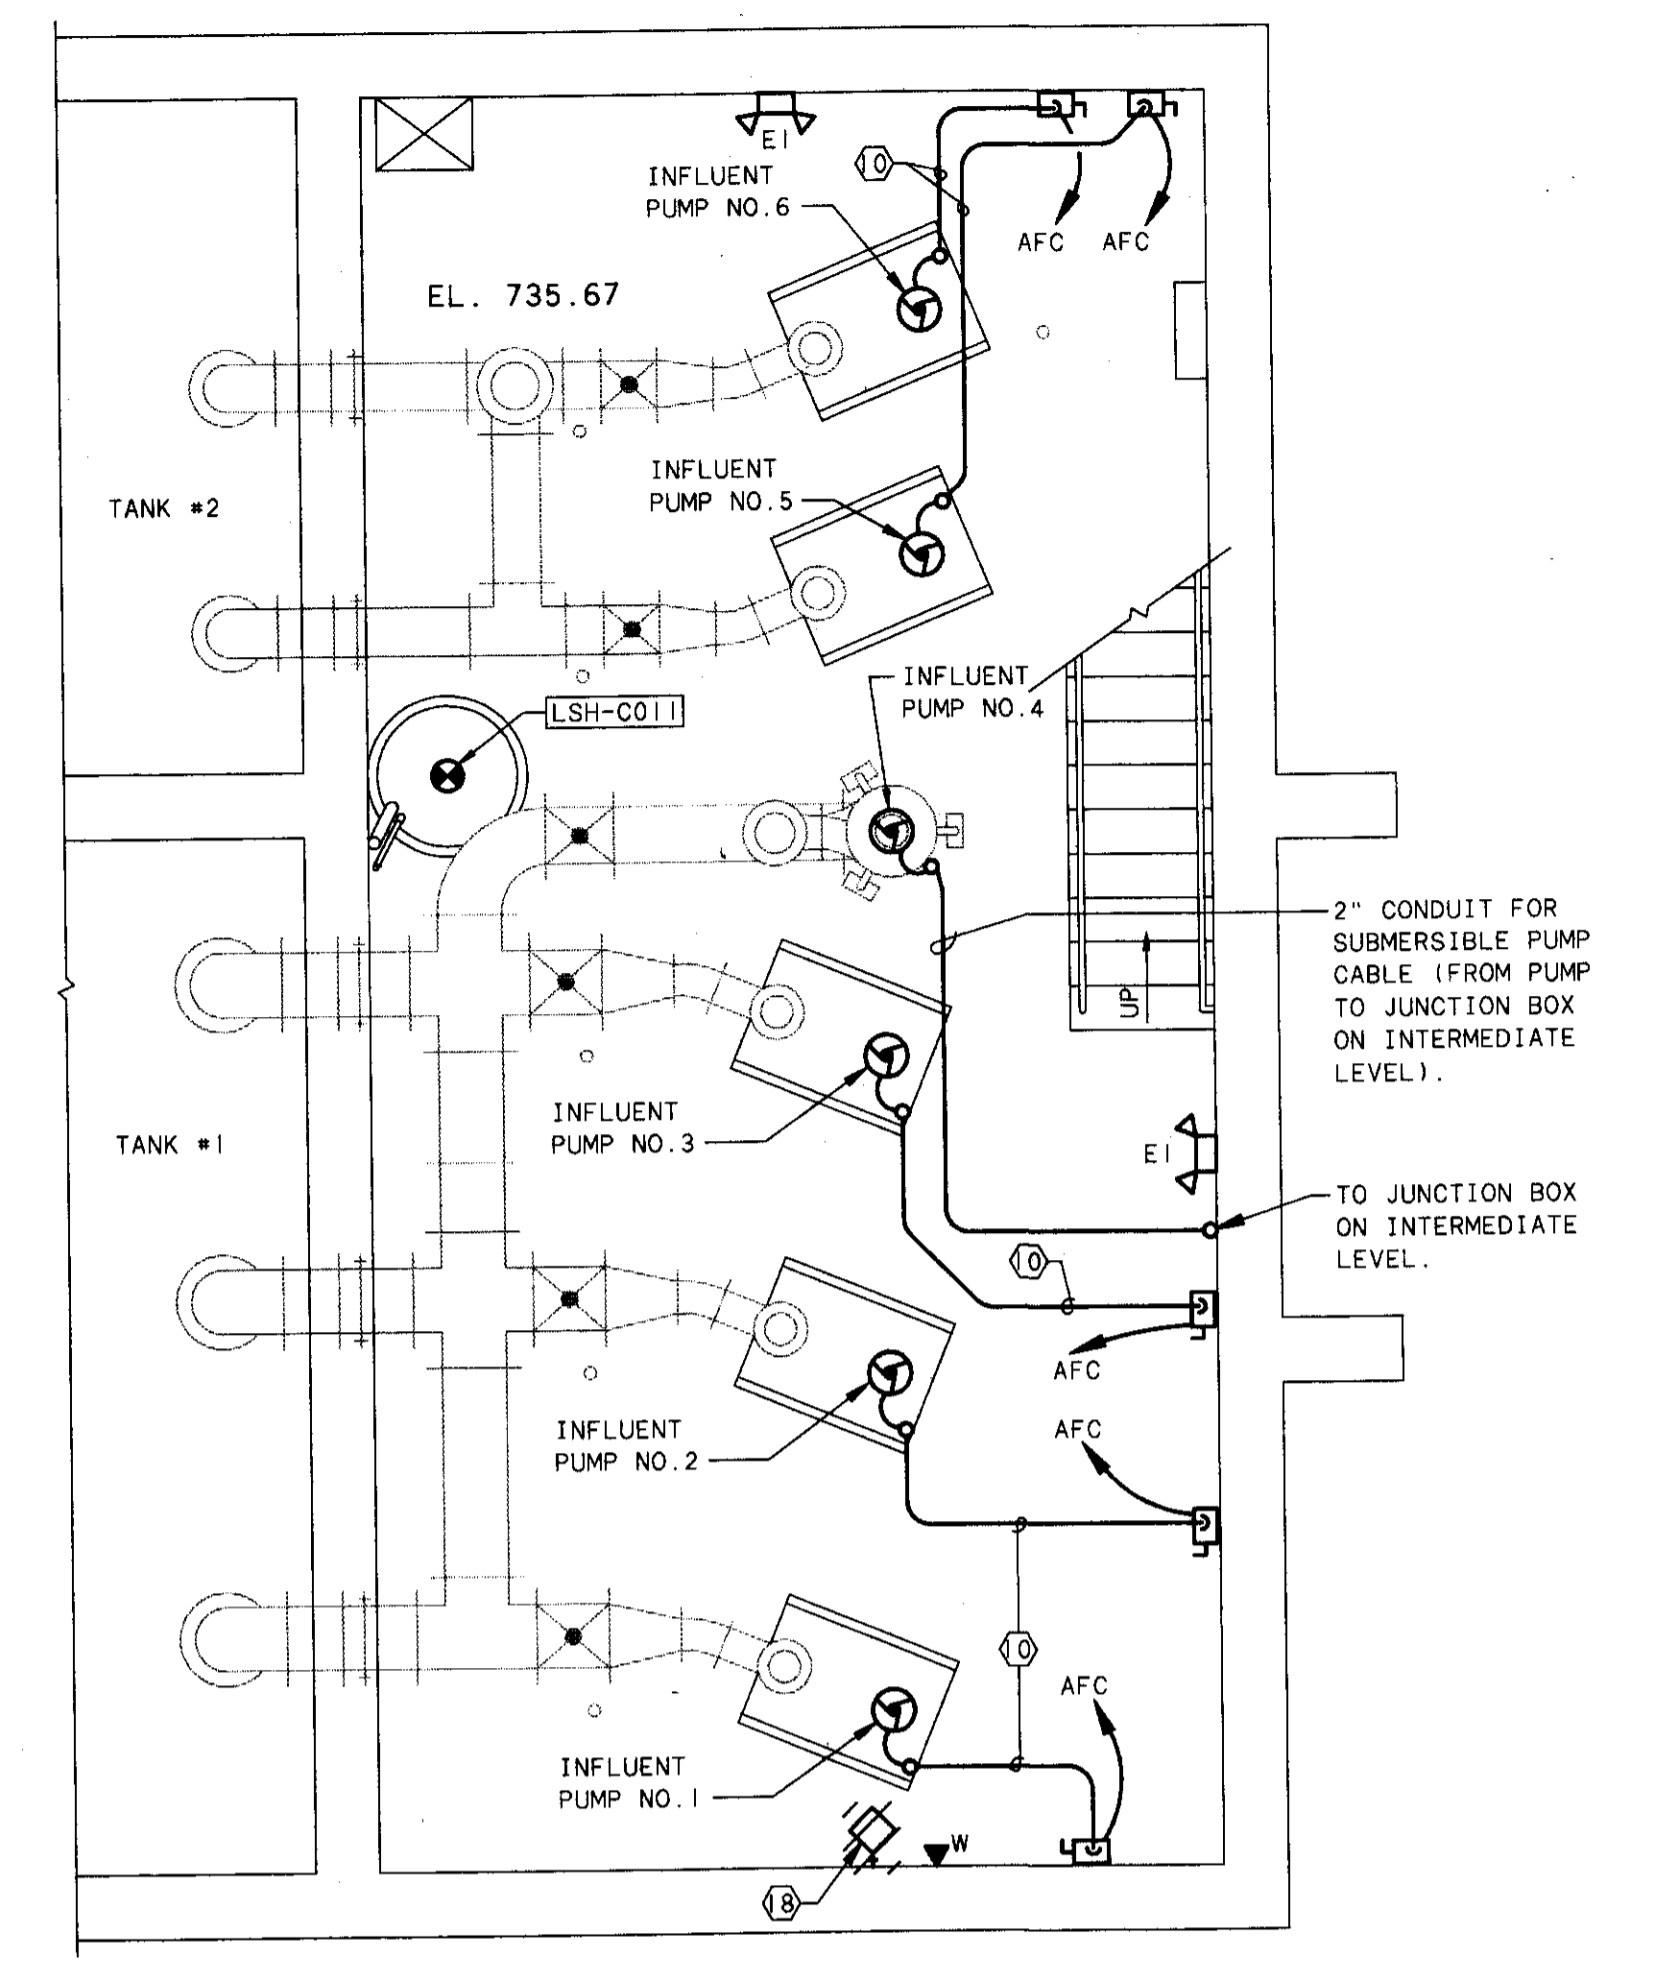 E1
10
INFLUENT
PUMP NO.6
AFC
AFC
EL. 735.67
INFLUENT
PUMP NO.5
TANK #2
INFLUENT
PUMP NO.4
LSH-C011
2" CONDUIT FOR
SUBMERSIBLE PUMP
CABLE (FROM PUMP
TO JUNCTION BOX
ON INTERMEDIATE
LEVEL).
UP
INFLUENT
PUMP NO.3
TANK #1
E1
TO JUNCTION BOX
ON INTERMEDIATE
LEVEL.
10
AFC
AFC
INFLUENT
PUMP NO.2
10
AFC
INFLUENT
PUMP NO.1
W
18